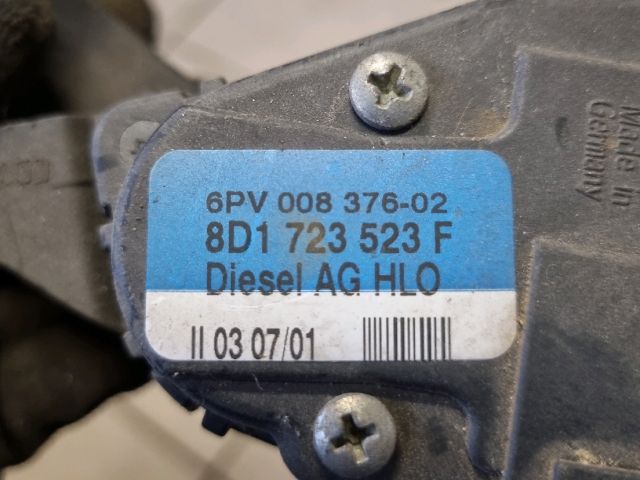 6PV 008 376-02
8D1 723 523 F
Diesel AG HLO
II 03 07/01
Made in
Germany